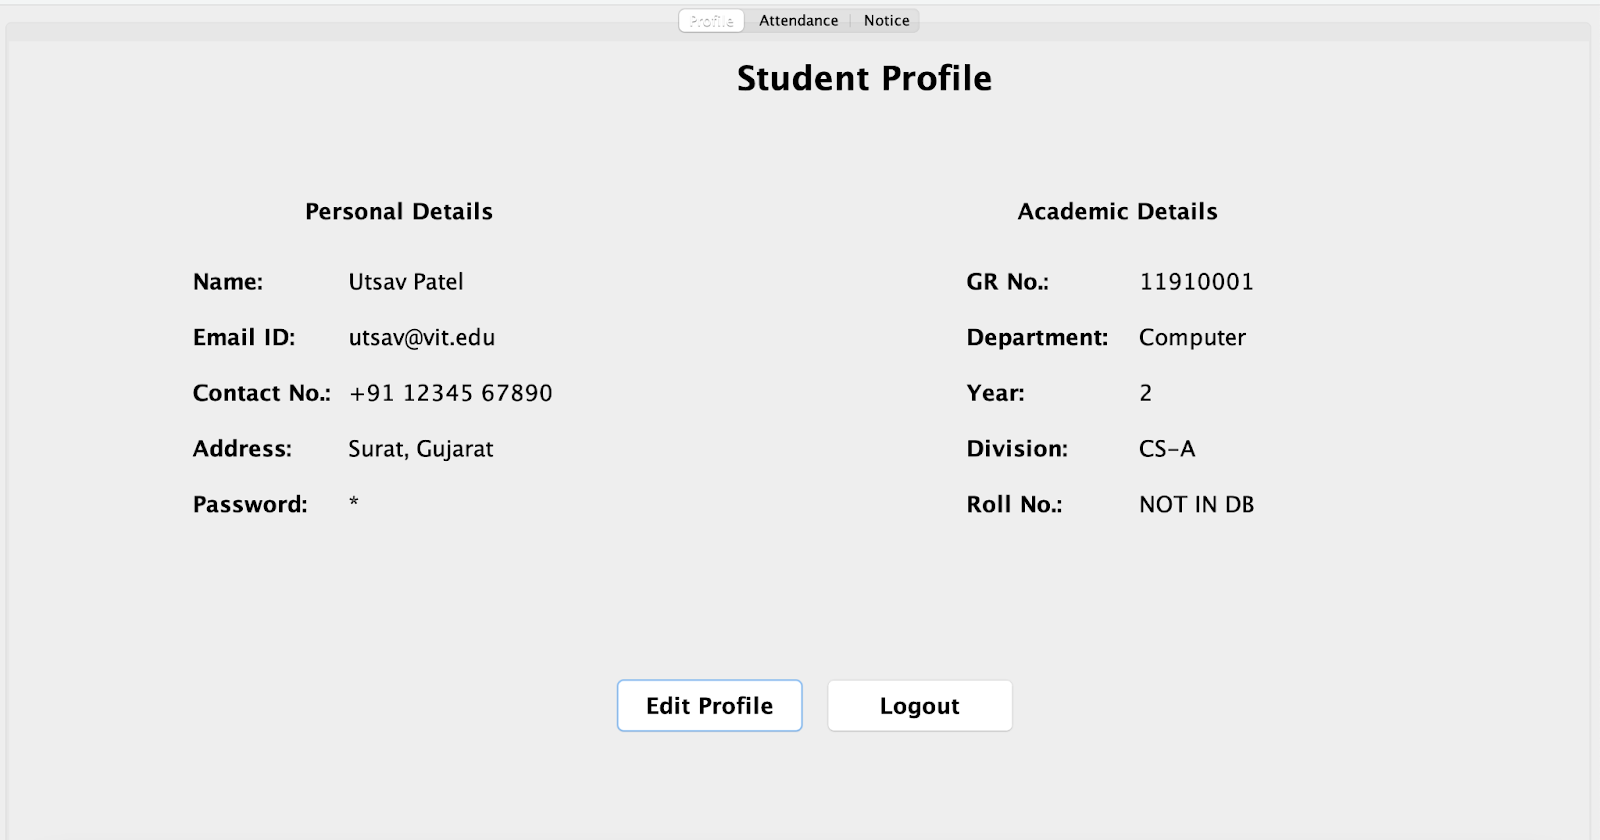 Profile Attendance Notice
Student Profile
Personal Details
Name: Utsav Patel
Email ID: utsav@vit.edu
Contact No.: +91 12345 67890
Address: Surat, Gujarat
Password: *
Academic Details
GR No.: 11910001
Department: Computer
Year: 2
Division: CS-A
Roll No.: NOT IN DB
Edit Profile Logout